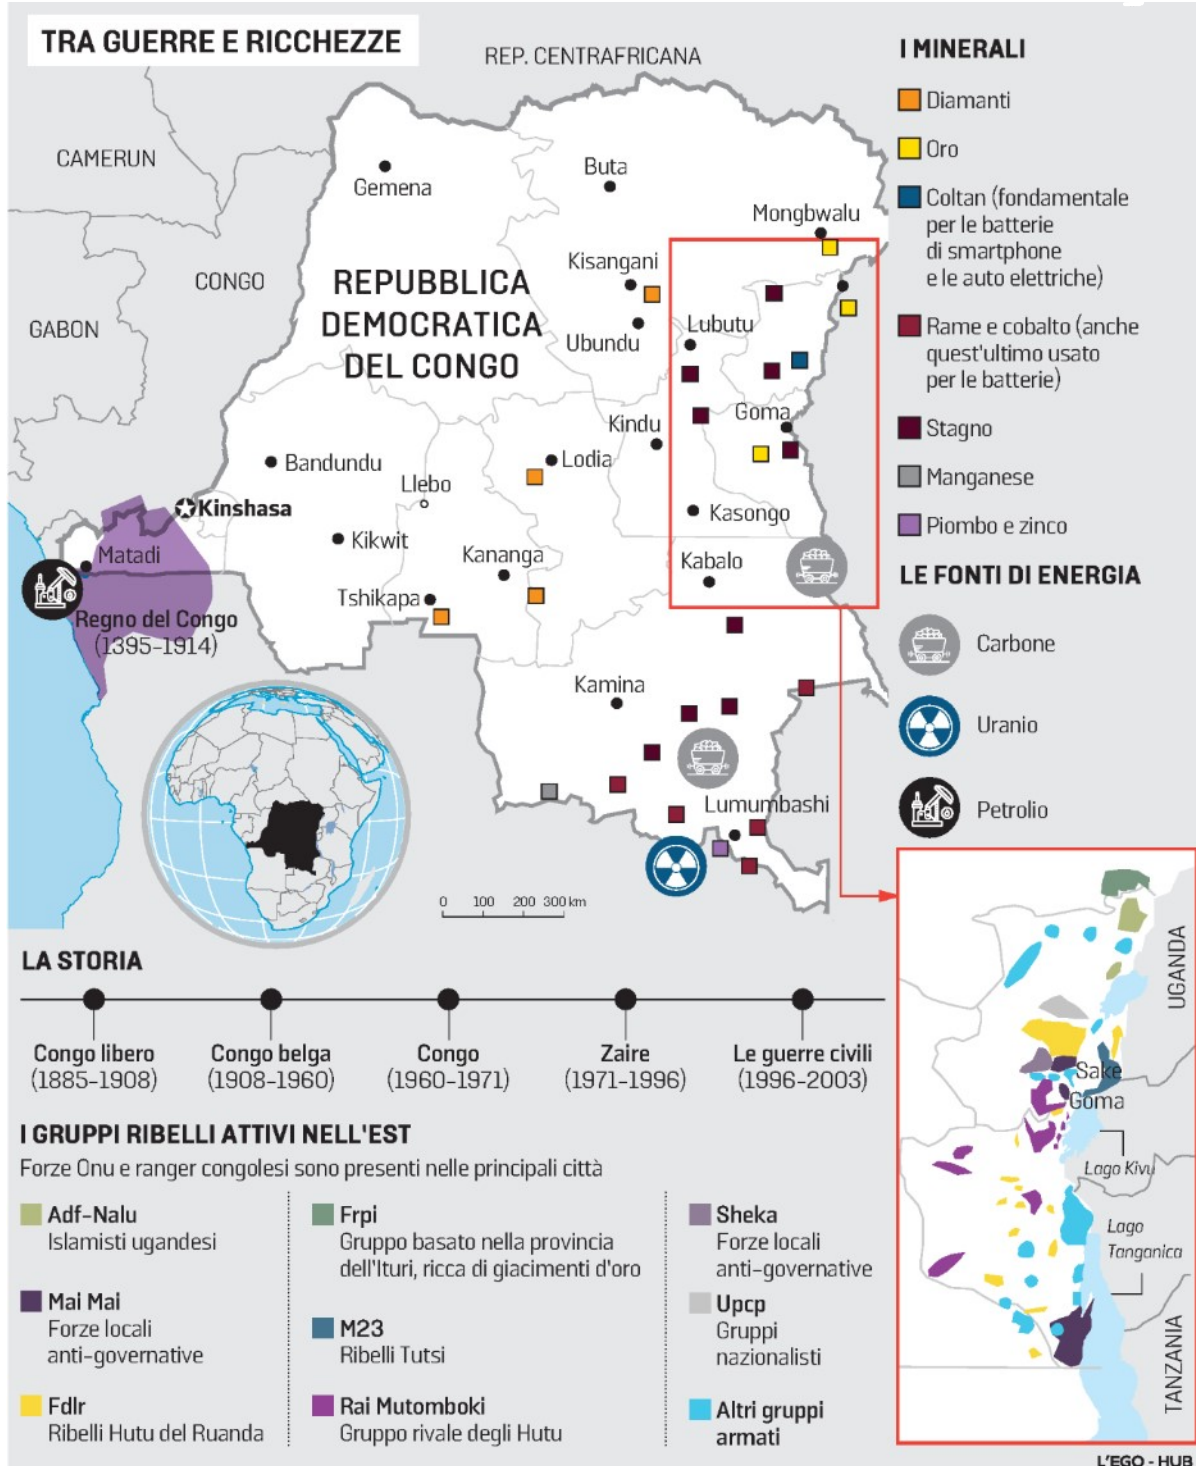 TRA GUERRE E RICCHEZZE
REP. CENTRAFRICANA
CAMERUN
CONGO
GABON
REPUBBLICA
DEMOCRATICA
DEL CONGO
Gemena
Buta
Mongbwalu
Kisangani
Ubundu
Lubutu
Goma
Kindu
Lodia
Llebo
Bandundu
Kinshasa
Kikwit
Kananga
Kasongo
Kabalo
Matadi
Tshikapa
Regno del Congo
(1395-1914)
Kamina
Lumumbashi
0 100 200 300 km
I MINERALI
Diamanti
Oro
Coltan (fondamentale
per le batterie
di smartphone
e le auto elettriche)
Rame e cobalto (anche
quest'ultimo usato
per le batterie)
Stagno
Manganese
Piombo e zinco
LE FONTI DI ENERGIA
Carbone
Uranio
Petrolio
UGANDA
Sake
Goma
Lago Kivu
Lago
Tanganica
TANZANIA
LA STORIA
Congo libero
(1885-1908)
Congo belga
(1908-1960)
Congo
(1960-1971)
Zaire
(1971-1996)
Le guerre civili
(1996-2003)
I GRUPPI RIBELLI ATTIVI NELL'EST
Forze Onu e ranger congolesi sono presenti nelle principali città
Adf-Nalu
Islamisti ugandesi
Mai Mai
Forze locali
anti-governative
Fdlr
Ribelli Hutu del Ruanda
Frpi
Gruppo basato nella provincia
dell'Ituri, ricca di giacimenti d'oro
M23
Ribelli Tutsi
Rai Mutomboki
Gruppo rivale degli Hutu
Sheka
Forze locali
anti-governative
Upcp
Gruppi
nazionalisti
Altri gruppi
armati
L'EGO - HUB